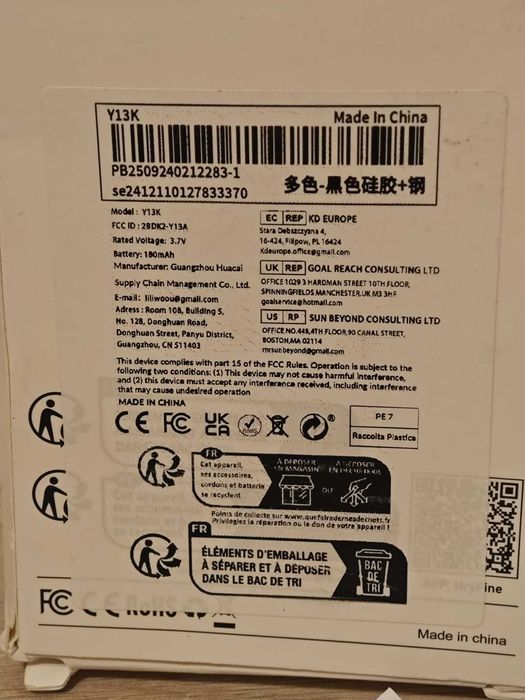 Y13K
Made In China
PB2509240212283-1
se2412110127833370
多色-黑色硅胶+钢
Model: Y13K
FCC ID: 2BDK2-Y13A
Rated Voltage: 3.7V
Battery: 180mAh
Manufacturer: Guangzhou Huacai
Supply Chain Management Co., Ltd.
E-mail: liliwoou@gmail.com
Adress: Room 108, Building 5,
No. 128, Donghuan Road,
Donghuan Street, Panyu District,
Guangzhou, CN 511403
EC REP KD EUROPE
Stara Debszczyzna 4,
16-424, Filipow, PL 16424
Kdeurope.office@gmail.com
UK REP GOAL REACH CONSULTING LTD
OFFICE 1029 3 HARDMAN STREET 10TH FLOOR,
SPINNINGFIELDS MANCHESTER.UK M3 3HF
goalservice@hotmail.com
US RP SUN BEYOND CONSULTING LTD
OFFICE NO.448,4TH FLOOR,90 CANAL STREET,
BOSTON,MA 02114
mrsunbeyond@gmail.com
This device complies with part 15 of the FCC Rules. Operation is subject to the
following two conditions: (1) This device may not cause harmful interference,
and (2) this device must accept any interference received, including interference
that may cause undesired operation
MADE IN CHINA
CE FC UK CA
PE 7
Raccolta Plastica
FR
Cet appareil,
ses accessoires,
cordons et batterie
se recyclent
À DÉPOSER
EN MAGASIN
OU
À DÉPOSER
EN DÉCHÈTERIE
Points de collecte sur www.quefairedemesdechets.fr
Privilégiez la réparation ou le don de votre appareil !
FR
ÉLÉMENTS D'EMBALLAGE
À SÉPARER ET À DÉPOSER
DANS LE BAC DE TRI
BAC
DE
TRI
FC CE RoHS
Made in china